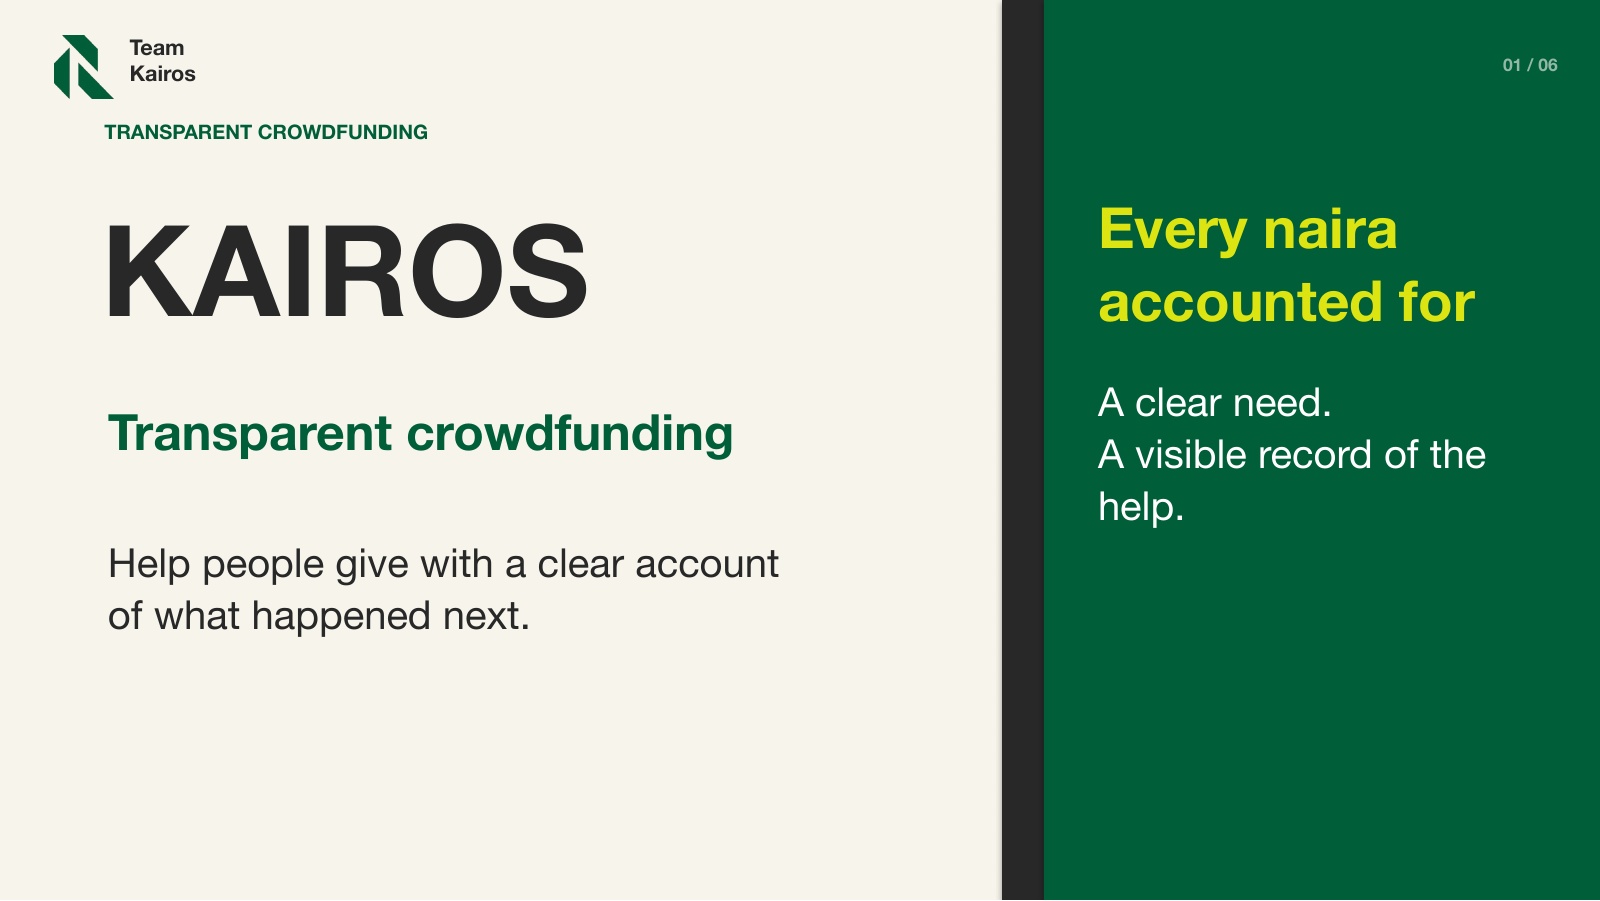 Team
Kairos
TRANSPARENT CROWDFUNDING
KAIROS
Transparent crowdfunding
Help people give with a clear account
of what happened next.
01 / 06
Every naira
accounted for
A clear need.
A visible record of the
help.